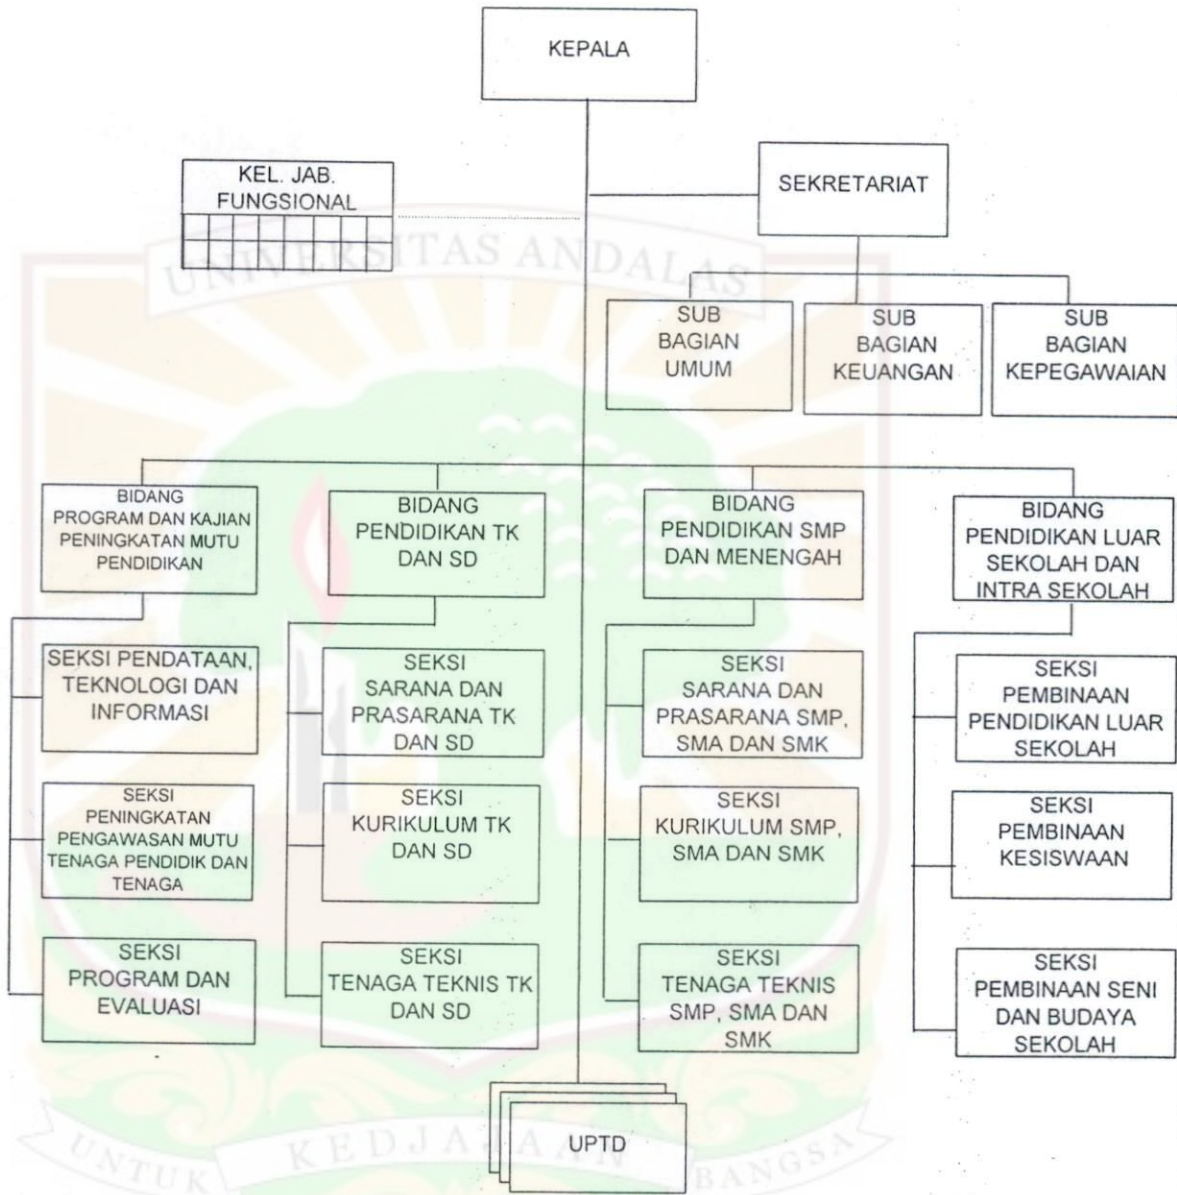 KEPALA
KEL. JAB.
FUNGSIONAL
SEKRETARIAT
UNIVERSITAS ANDALAS
SUB
BAGIAN
UMUM
SUB
BAGIAN
KEUANGAN
SUB
BAGIAN
KEPEGAWAIAN
BIDANG
PROGRAM DAN KAJIAN
PENINGKATAN MUTU
PENDIDIKAN
BIDANG
PENDIDIKAN TK
DAN SD
BIDANG
PENDIDIKAN SMP
DAN MENENGAH
BIDANG
PENDIDIKAN LUAR
SEKOLAH DAN
INTRA SEKOLAH
SEKSI PENDATAAN,
TEKNOLOGI DAN
INFORMASI
SEKSI
SARANA DAN
PRASARANA TK
DAN SD
SEKSI
SARANA DAN
PRASARANA SMP,
SMA DAN SMK
SEKSI
PEMBINAAN
PENDIDIKAN LUAR
SEKOLAH
SEKSI
PENINGKATAN
PENGAWASAN MUTU
TENAGA PENDIDIK DAN
TENAGA
SEKSI
KURIKULUM TK
DAN SD
SEKSI
KURIKULUM SMP,
SMA DAN SMK
SEKSI
PEMBINAAN
KESISWAAN
SEKSI
PROGRAM DAN
EVALUASI
SEKSI
TENAGA TEKNIS TK
DAN SD
SEKSI
TENAGA TEKNIS
SMP, SMA DAN
SMK
SEKSI
PEMBINAAN SENI
DAN BUDAYA
SEKOLAH
UPTD
UNTUK KEDJAJAAN BANGSA